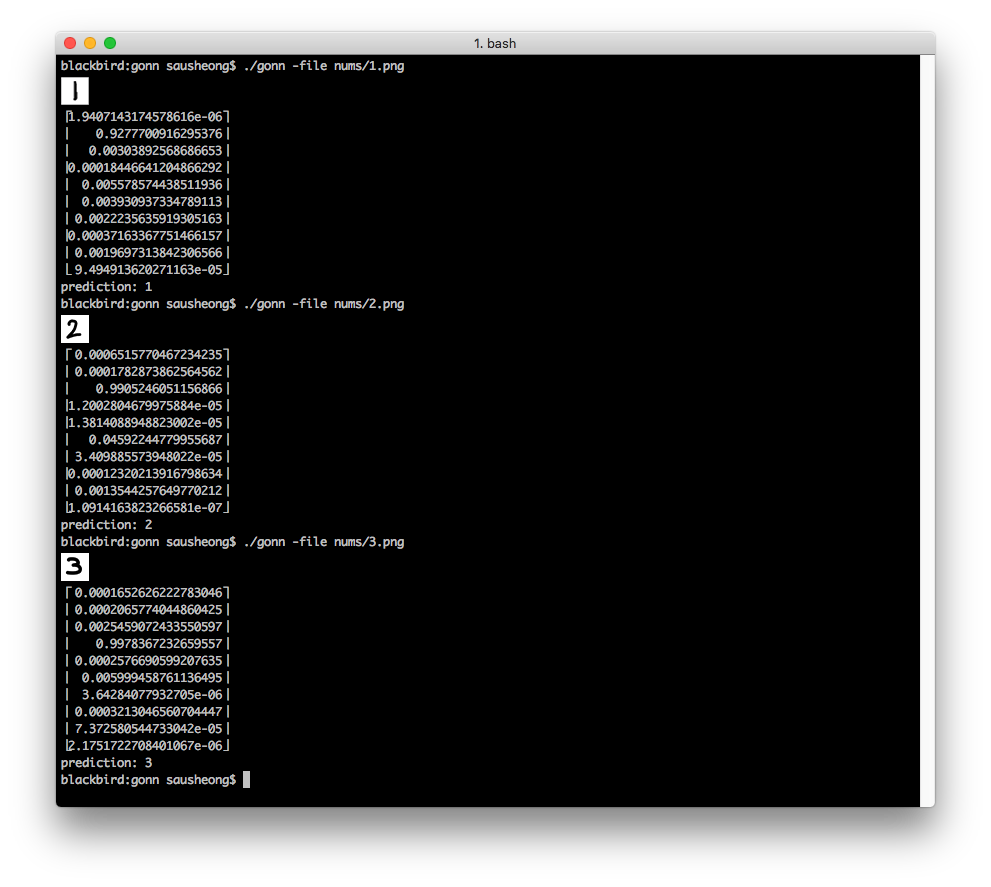 1. bash
blackbird:gonn sausheong$ ./gonn -file nums/1.png
1
⎡1.9407143174578616e-06⎤
| 0.9277700916295376|
| 0.00303892568686653|
|0.00018446641204866292|
| 0.005578574438511936|
| 0.003930937334789113|
| 0.002223563591930516​3|
|0.00037163367751466157|
| 0.0019697313842306566|
⎣ 9.494913620271163e-05⎦
prediction: 1
blackbird:gonn sausheong$ ./gonn -file nums/2.png
2
⎡ 0.0006515770467234235⎤
| 0.0001782873862564562|
| 0.9905246051156866|
|1.2002804679975884e-05|
|1.3814088948823002e-05|
| 0.04592244779955687|
| 3.409885573948022e-05|
|0.00012320213916798634|
| 0.0013544257649770212|
⎣1.0914163823266581e-07⎦
prediction: 2
blackbird:gonn sausheong$ ./gonn -file nums/3.png
3
⎡ 0.0001652626222783046⎤
| 0.0002065774044860425|
| 0.0025459072433550597|
| 0.9978367232659557|
| 0.0002576690599207635|
| 0.005999458761136495|
| 3.64284077932705e-06|
| 0.0003213046560704447|
| 7.372580544733042e-05|
⎣2.1751722708401067e-06⎦
prediction: 3
blackbird:gonn sausheong$